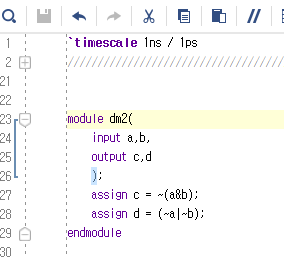 1 `timescale 1ns / 1ps
2 //////////////////////////////////
21
22
23 module dm2(
24 input a,b,
25 output c,d
26 );
27 assign c = ~(a&b);
28 assign d = (~a|~b);
29 endmodule
30